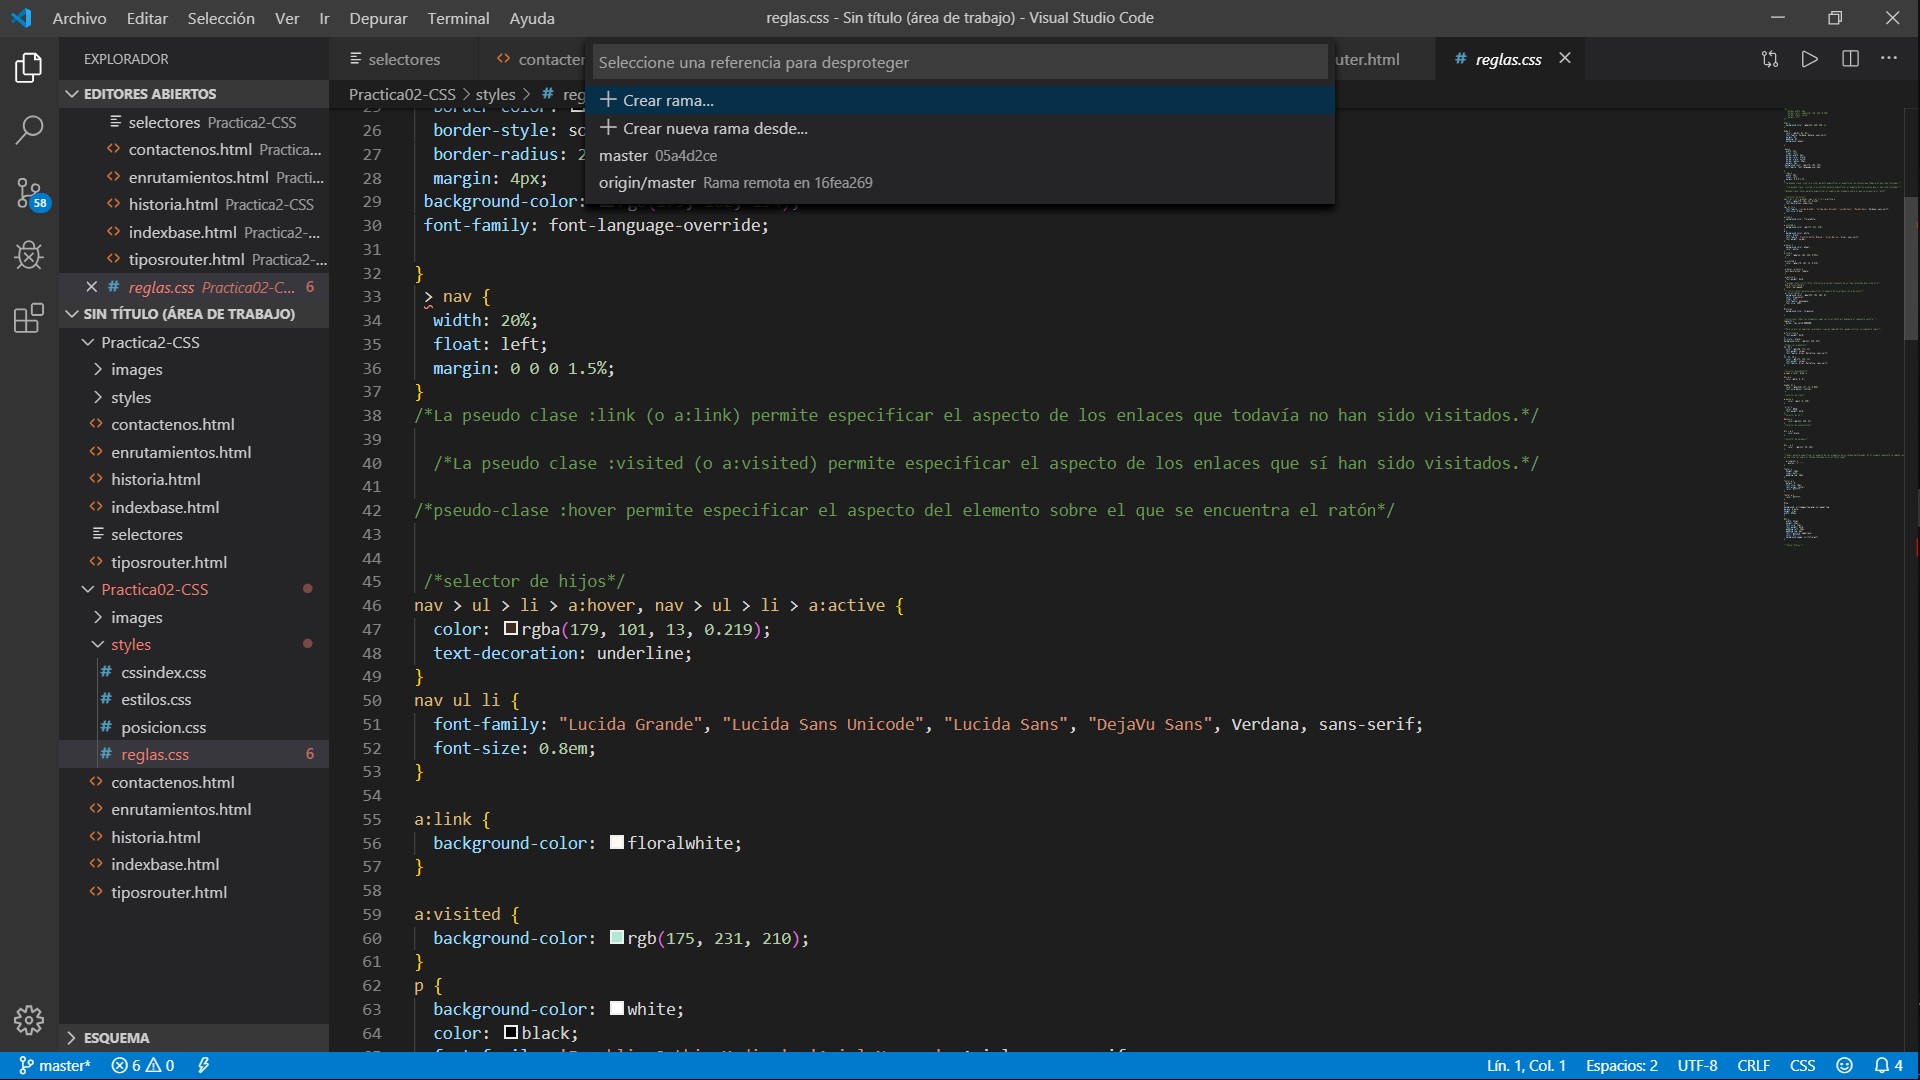 Archivo Editar Selección Ver Ir Depurar Terminal Ayuda
reglas.css - Sin título (área de trabajo) - Visual Studio Code
EXPLORADOR
EDITORES ABIERTOS
selectores Practica2-CSS
contactenos.html Practica...
enrutamientos.html Practi...
historia.html Practica2-CSS
indexbase.html Practica2-...
tiposrouter.html Practica2-...
# reglas.css Practica02-C... 6
SIN TÍTULO (ÁREA DE TRABAJO)
Practica2-CSS
images
styles
contactenos.html
enrutamientos.html
historia.html
indexbase.html
selectores
tiposrouter.html
Practica02-CSS
images
styles
# cssindex.css
# estilos.css
# posicion.css
# reglas.css 6
contactenos.html
enrutamientos.html
historia.html
indexbase.html
tiposrouter.html
ESQUEMA
58
selectores
contacte
uter.html
# reglas.css
Practica02-CSS > styles > # reg
Seleccione una referencia para desproteger
+ Crear rama...
+ Crear nueva rama desde...
master 05a4d2ce
origin/master Rama remota en 16fea269
26 border-style: so
27 border-radius: 2
28 margin: 4px;
29 background-color:
30 font-family: font-language-override;
31
32 }
33 > nav {
34 width: 20%;
35 float: left;
36 margin: 0 0 0 1.5%;
37 }
38 /*La pseudo clase :link (o a:link) permite especificar el aspecto de los enlaces que todavía no han sido visitados.*/
39
40 /*La pseudo clase :visited (o a:visited) permite especificar el aspecto de los enlaces que sí han sido visitados.*/
41
42 /*pseudo-clase :hover permite especificar el aspecto del elemento sobre el que se encuentra el ratón*/
43
44
45 /*selector de hijos*/
46 nav > ul > li > a:hover, nav > ul > li > a:active {
47 color: rgba(179, 101, 13, 0.219);
48 text-decoration: underline;
49 }
50 nav ul li {
51 font-family: "Lucida Grande", "Lucida Sans Unicode", "Lucida Sans", "DejaVu Sans", Verdana, sans-serif;
52 font-size: 0.8em;
53 }
54
55 a:link {
56 background-color: floralwhite;
57 }
58
59 a:visited {
60 background-color: rgb(175, 231, 210);
61 }
62 p {
63 background-color: white;
64 color: black;
master* 6 0
Lín. 1, Col. 1 Espacios: 2 UTF-8 CRLF CSS 4